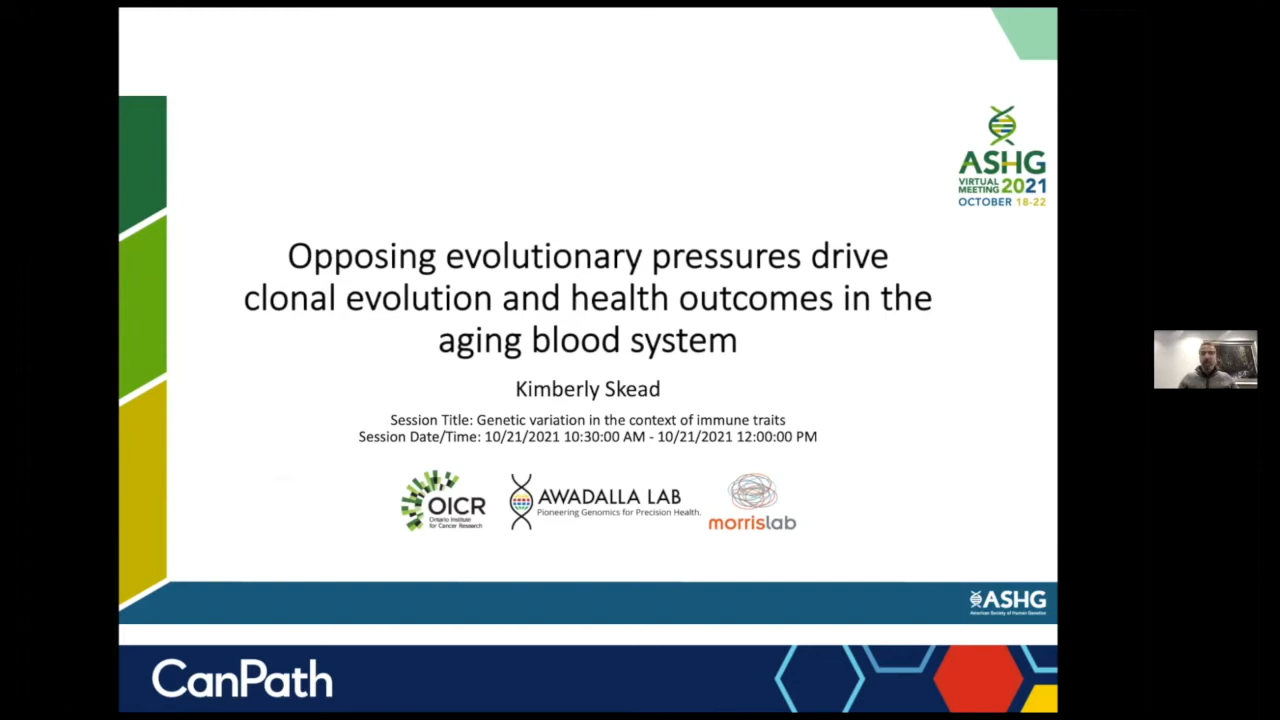 ASHG
VIRTUAL
MEETING 2021
OCTOBER 18-22
Opposing evolutionary pressures drive
clonal evolution and health outcomes in the
aging blood system
Kimberly Skead
Session Title: Genetic variation in the context of immune traits
Session Date/Time: 10/21/2021 10:30:00 AM - 10/21/2021 12:00:00 PM
OICR
Ontario Institute
for Cancer Research
AWADALLA LAB
Pioneering Genomics for Precision Health.
morrislab
ASHG
American Society of Human Genetics
CanPath